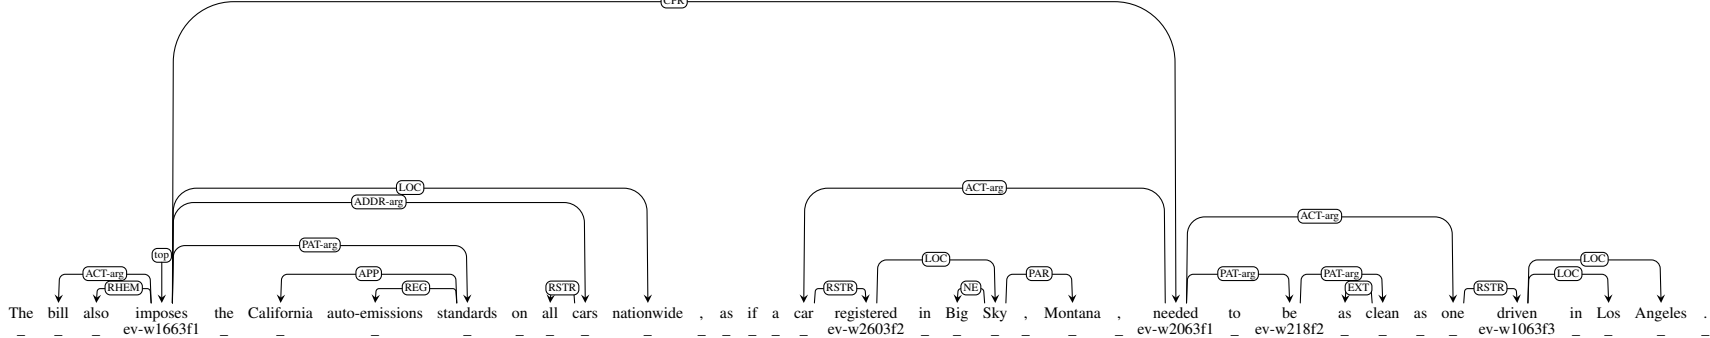 CPR
LOC
ADDR-arg ACT-arg
ACT-arg
PAT-arg
top LOC LOC
ACT-arg APP PAR PAT-arg PAT-arg LOC
RHEM REG RSTR RSTR NE EXT RSTR
The bill also imposes the California auto-emissions standards on all cars nationwide , as if a car registered in Big Sky , Montana , needed to be as clean as one driven in Los Angeles .
_ _ _ ev-w1663f1 _ _ _ _ _ _ _ _ _ _ _ _ _ ev-w2603f2 _ _ _ _ _ _ ev-w2063f1 _ ev-w218f2 _ _ _ _ ev-w1063f3 _ _ _ _